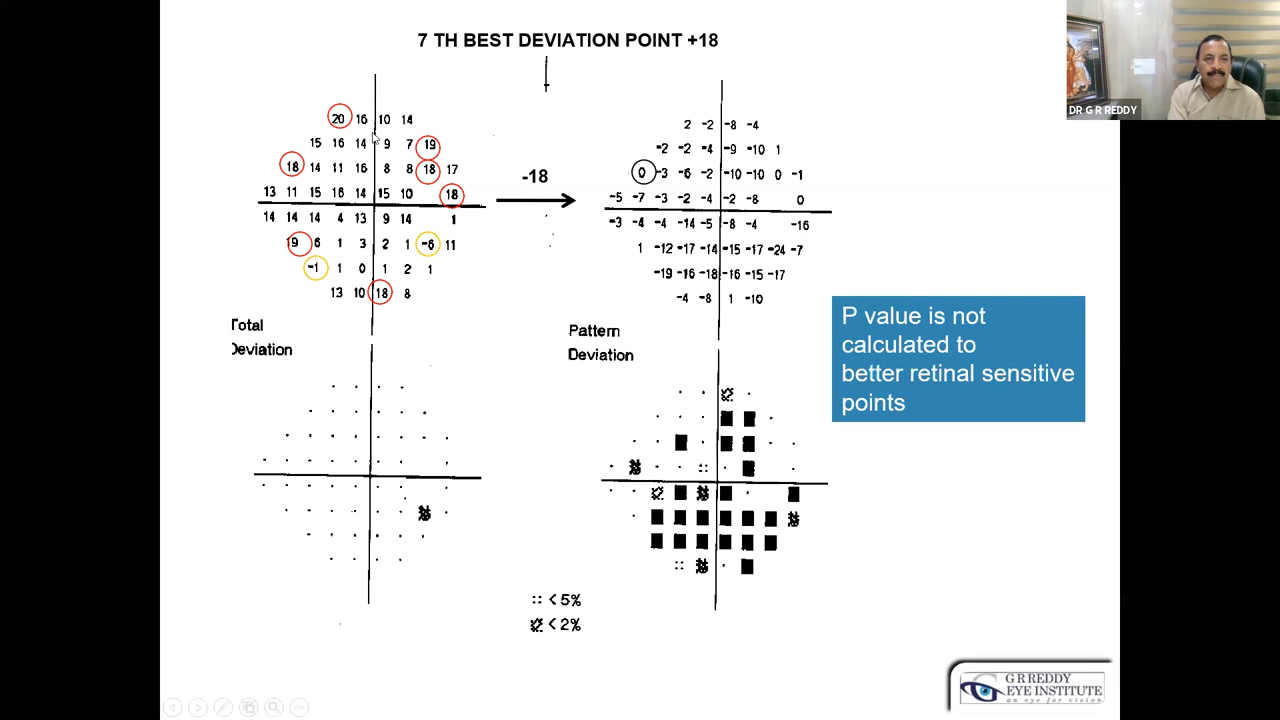 7 TH BEST DEVIATION POINT +18
DR G R REDDY
20 16 10 14
15 16 14 9 7 19
18 14 11 16 8 8 18 17
13 11 15 16 14 15 10 18
14 14 14 4 13 9 14 1
19 6 1 3 2 1 -6 11
-1 1 0 1 2 1
13 10 18 8
-18
2 -2 -8 -4
-2 -2 -4 -9 -10 1
0 -3 -6 -2 -10 -10 0 -1
-5 -7 -3 -2 -4 -2 -8 0
-3 -4 -4 -14 -5 -8 -4 -16
1 -12 -17 -14 -15 -17 -24 -7
-19 -16 -18 -16 -15 -17
-4 -8 1 -10
Total
Deviation
Pattern
Deviation
P value is not
calculated to
better retinal sensitive
points
< 5%
< 2%
G R REDDY
EYE INSTITUTE
an eye for vision